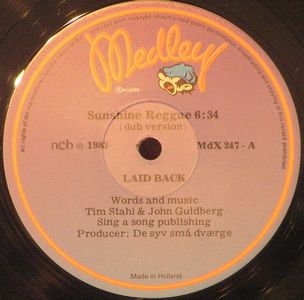 Medley
Records
Sunshine Reggae 6:34
(dub version)
ncb ℗ 1983
MdX 247 - A
LAID BACK
Words and music
Tim Stahl & John Guldberg
Sing a song publishing
Producer: De syv små dværge
Made in Holland